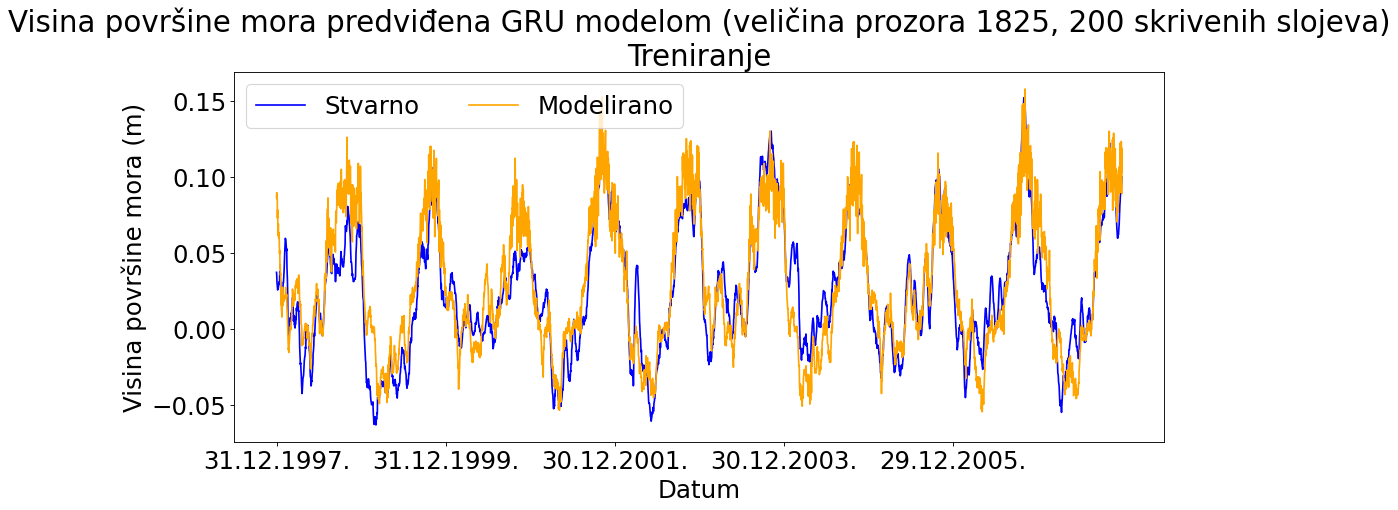 Visina površine mora predviđena GRU modelom (veličina prozora 1825, 200 skrivenih slojeva)
Treniranje
Stvarno Modelirano
Visina površine mora (m)
0.15
0.10
0.05
0.00
−0.05
31.12.1997. 31.12.1999. 30.12.2001. 30.12.2003. 29.12.2005.
Datum